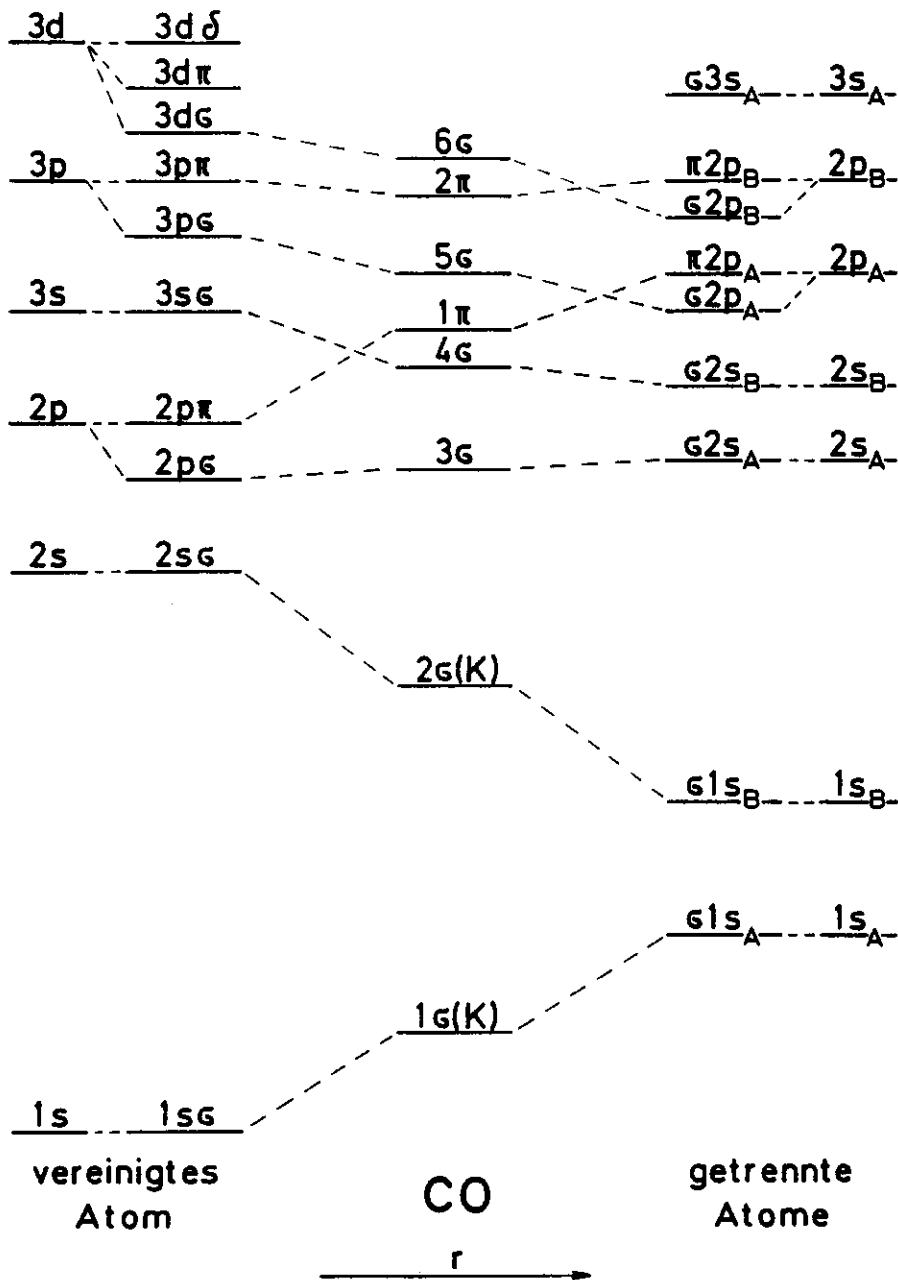 3d 3dδ
3dπ σ3s_A 3s_A
3dσ
6σ
3p 3pπ 2π π2p_B 2p_B
σ2p_B
3pσ
5σ π2p_A 2p_A
3s 3sσ σ2p_A
1π
4σ
σ2s_B 2s_B
2p 2pπ
3σ σ2s_A 2s_A
2pσ
2s 2sσ
2σ(K)
σ1s_B 1s_B
σ1s_A 1s_A
1σ(K)
1s 1sσ
vereinigtes
Atom
CO
getrennte
Atome
r